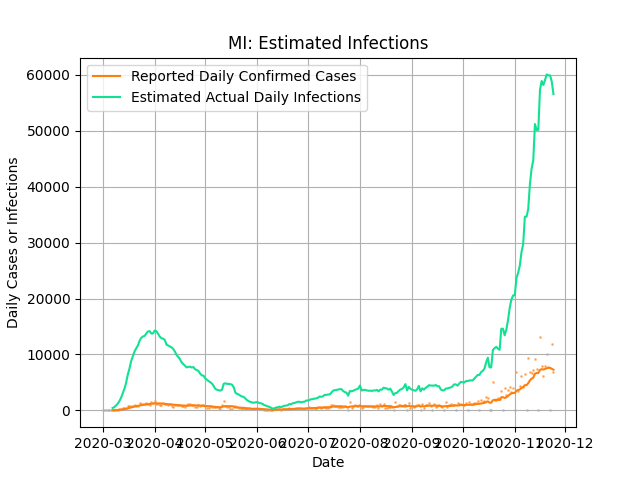 MI: Estimated Infections
Reported Daily Confirmed Cases
Estimated Actual Daily Infections
60000
50000
40000
30000
20000
10000
0
Daily Cases or Infections
2020-03 2020-04 2020-05 2020-06 2020-07 2020-08 2020-09 2020-10 2020-11 2020-12
Date